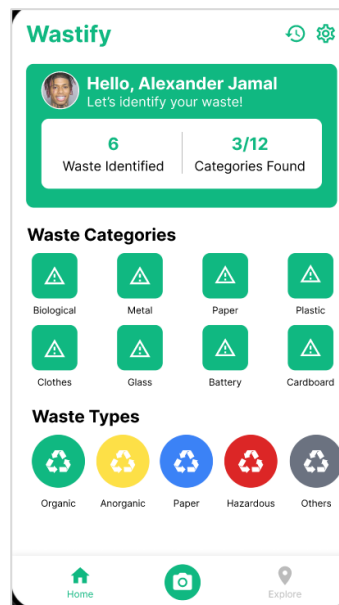 Wastify
Hello, Alexander Jamal
Let's identify your waste!
6 3/12
Waste Identified Categories Found
Waste Categories
Biological Metal Paper Plastic
Clothes Glass Battery Cardboard
Waste Types
Organic Anorganic Paper Hazardous Others
Home Explore